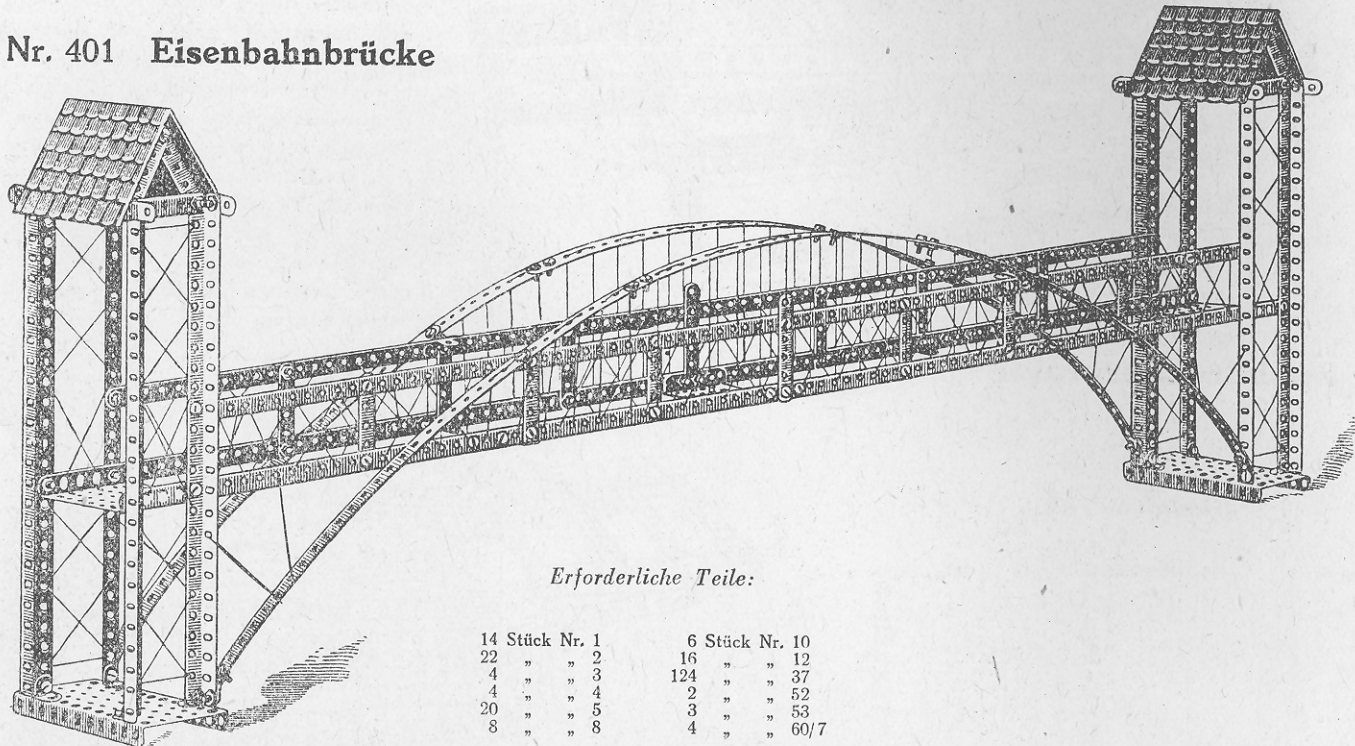 Nr. 401 Eisenbahnbrücke
Erforderliche Teile:
14 Stück Nr. 1 6 Stück Nr. 10
22 „ „ 2 16 „ „ 12
4 „ „ 3 124 „ „ 37
4 „ „ 4 2 „ „ 52
20 „ „ 5 3 „ „ 53
8 „ „ 8 4 „ „ 60/7